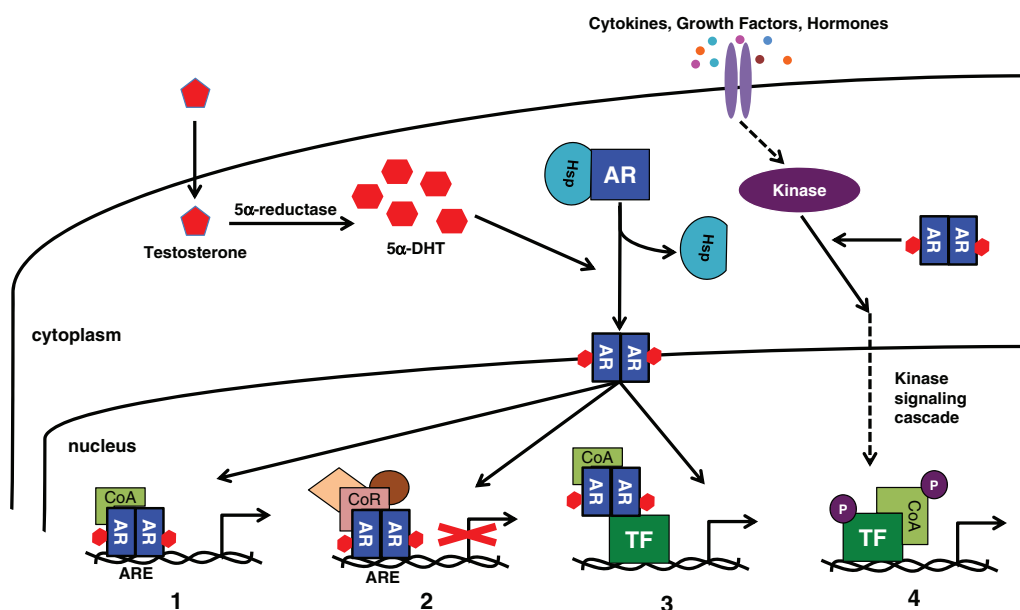 Cytokines, Growth Factors, Hormones
Hsp
AR
Kinase
5α-reductase
Testosterone
5α-DHT
Hsp
AR
AR
cytoplasm
AR
AR
Kinase
signaling
cascade
nucleus
CoA
AR
AR
ARE
CoR
AR
AR
ARE
CoA
AR
AR
TF
P
P
CoA
TF
1
2
3
4